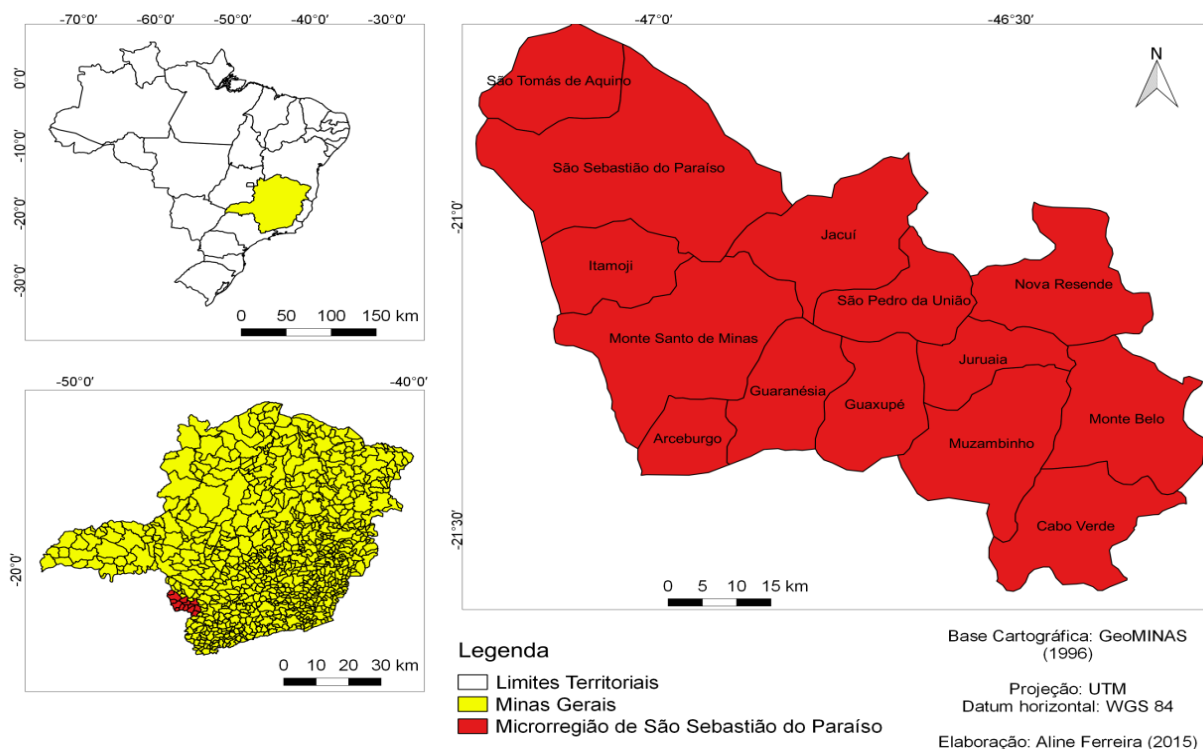 -70°0'
-60°0'
-50°0'
-40°0'
-30°0'
0°0'
-10°0'
-20°0'
-30°0'
0 50 100 150 km
-50°0'
-40°0'
-20°0'
0 10 20 30 km
-47°0'
-46°30'
-21°0'
-21°30'
N
São Tomás de Aquino
São Sebastião do Paraíso
Jacuí
Itamoji
Nova Resende
São Pedro da União
Monte Santo de Minas
Juruaia
Guaranésia
Guaxupé
Monte Belo
Arceburgo
Muzambinho
Cabo Verde
0 5 10 15 km
Legenda
Limites Territoriais
Minas Gerais
Microrregião de São Sebastião do Paraíso
Base Cartográfica: GeoMINAS
(1996)
Projeção: UTM
Datum horizontal: WGS 84
Elaboração: Aline Ferreira (2015)